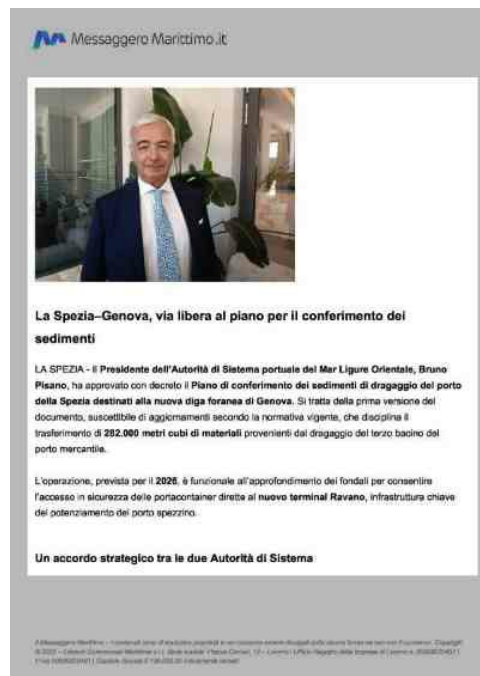 Messaggero Marittimo.it
La Spezia–Genova, via libera al piano per il conferimento dei
sedimenti
LA SPEZIA - Il Presidente dell'Autorità di Sistema portuale del Mar Ligure Orientale, Bruno
Pisano, ha approvato con decreto il Piano di conferimento dei sedimenti di dragaggio del porto
della Spezia destinati alla nuova diga foranea di Genova. Si tratta della prima versione del
documento, suscettibile di aggiornamenti secondo la normativa vigente, che disciplina il
trasferimento di 282.000 metri cubi di materiali provenienti dal dragaggio del terzo bacino del
porto mercantile.
L'operazione, prevista per il 2026, è funzionale all'approfondimento dei fondali per consentire
l'accesso in sicurezza delle portacontainer dirette al nuovo terminal Ravano, infrastruttura chiave
del potenziamento del porto spezzino.
Un accordo strategico tra le due Autorità di Sistema